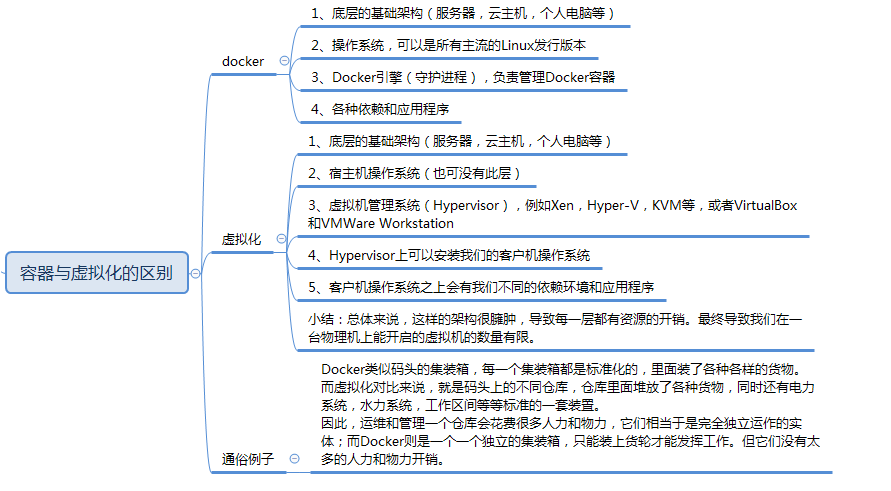 容器与虚拟化的区别
docker
1、底层的基础架构（服务器，云主机，个人电脑等）
2、操作系统，可以是所有主流的Linux发行版本
3、Docker引擎（守护进程），负责管理Docker容器
4、各种依赖和应用程序
虚拟化
1、底层的基础架构（服务器，云主机，个人电脑等）
2、宿主机操作系统（也可没有此层）
3、虚拟机管理系统（Hypervisor），例如Xen，Hyper-V，KVM等，或者VirtualBox
和VMWare Workstation
4、Hypervisor上可以安装我们的客户机操作系统
5、客户机操作系统之上会有我们不同的依赖环境和应用程序
小结：总体来说，这样的架构很臃肿，导致每一层都有资源的开销。最终导致我们在一
台物理机上能开启的虚拟机的数量有限。
通俗例子
Docker类似码头的集装箱，每一个集装箱都是标准化的，里面装了各种各样的货物。
而虚拟化对比来说，就是码头上的不同仓库，仓库里面堆放了各种货物，同时还有电力
系统，水力系统，工作区间等等标准的一套装置。
因此，运维和管理一个仓库会花费很多人力和物力，它们相当于是完全独立运作的实
体；而Docker则是一个一个独立的集装箱，只能装上货轮才能发挥工作。但它们没有太
多的人力和物力开销。